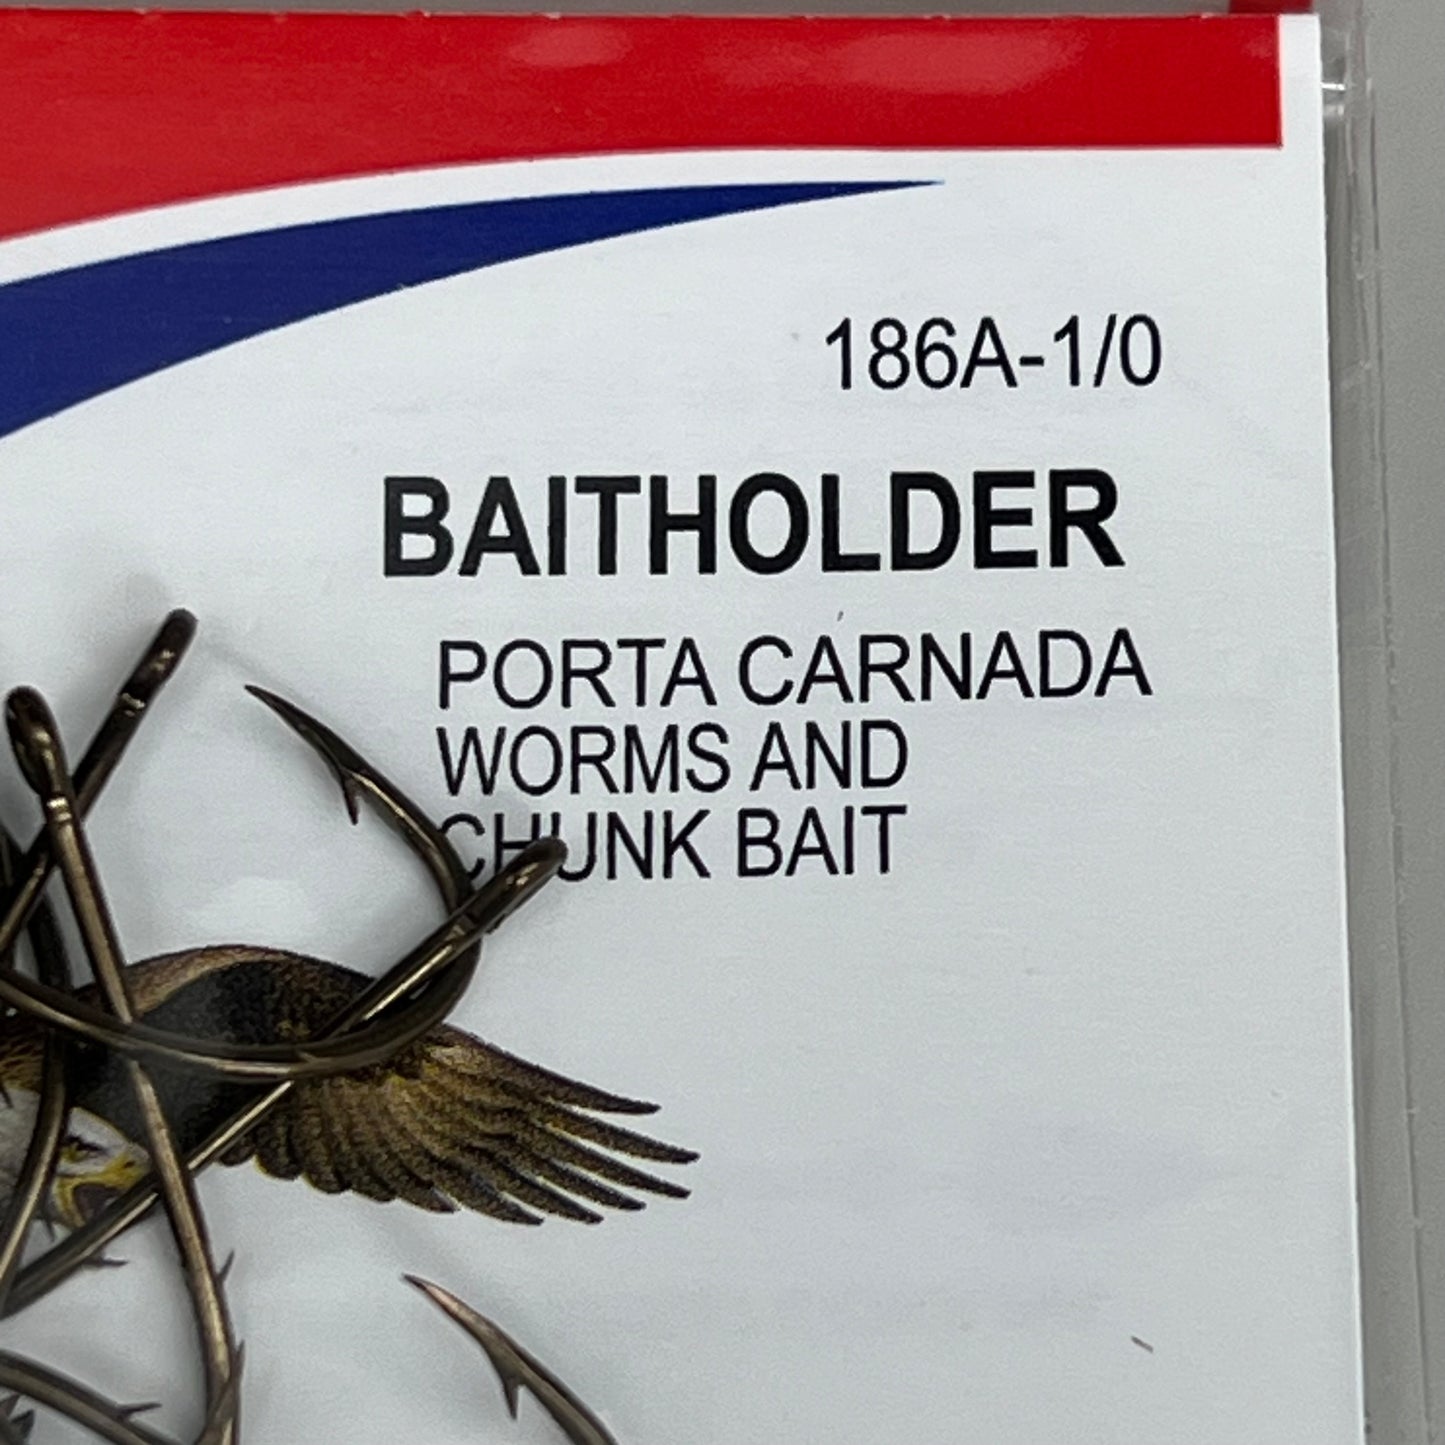 186A-1/0
BAITHOLDER
PORTA CARNADA
WORMS AND
CHUNK BAIT